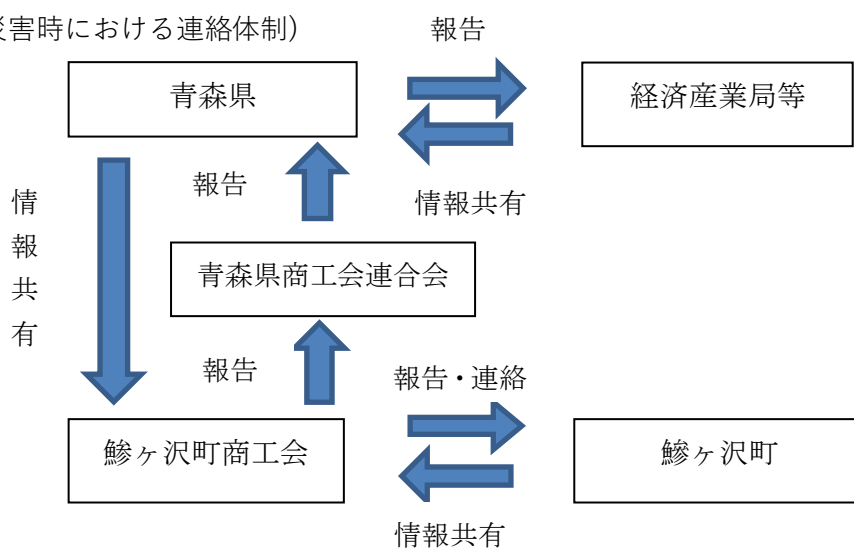 災害時における連絡体制)
報告
青森県
経済産業局等
報告
情報共有
情報共有
青森県商工会連合会
報告
報告・連絡
鰺ヶ沢町商工会
鰺ヶ沢町
情報共有